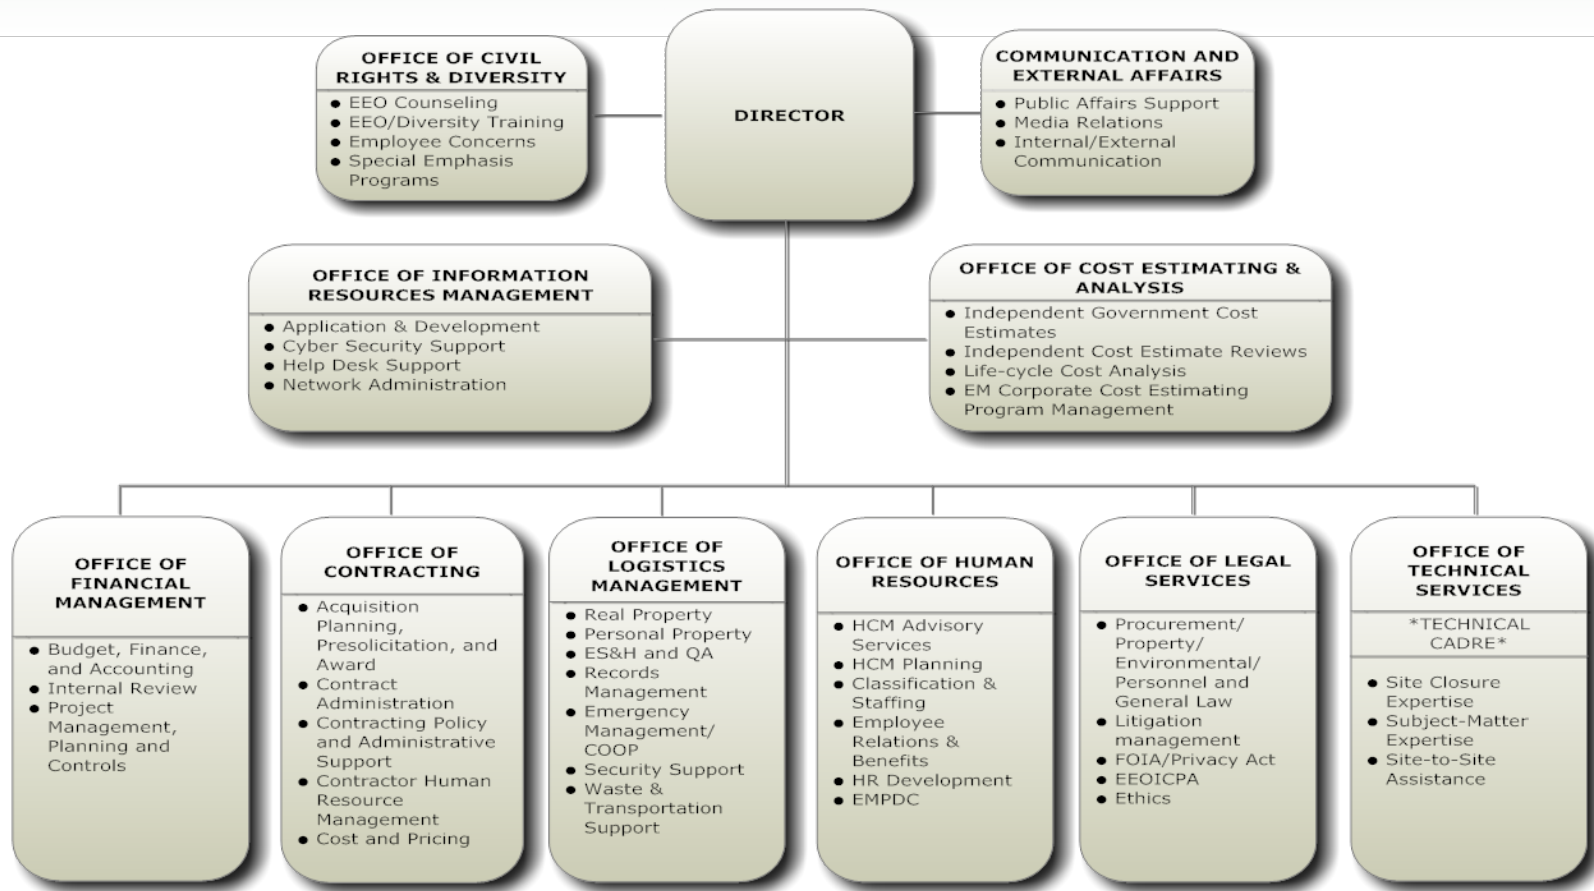 OFFICE OF CIVIL
RIGHTS & DIVERSITY
● EEO Counseling
● EEO/Diversity Training
● Employee Concerns
● Special Emphasis
Programs
DIRECTOR
COMMUNICATION AND
EXTERNAL AFFAIRS
● Public Affairs Support
● Media Relations
● Internal/External
Communication
OFFICE OF INFORMATION
RESOURCES MANAGEMENT
● Application & Development
● Cyber Security Support
● Help Desk Support
● Network Administration
OFFICE OF COST ESTIMATING &
ANALYSIS
● Independent Government Cost
Estimates
● Independent Cost Estimate Reviews
● Life-cycle Cost Analysis
● EM Corporate Cost Estimating
Program Management
OFFICE OF
FINANCIAL
MANAGEMENT
● Budget, Finance,
and Accounting
● Internal Review
● Project
Management,
Planning and
Controls
OFFICE OF
CONTRACTING
● Acquisition
Planning,
Presolicitation, and
Award
● Contract
Administration
● Contracting Policy
and Administrative
Support
● Contractor Human
Resource
Management
● Cost and Pricing
OFFICE OF
LOGISTICS
MANAGEMENT
● Real Property
● Personal Property
● ES&H and QA
● Records
Management
● Emergency
Management/
COOP
● Security Support
● Waste &
Transportation
Support
OFFICE OF HUMAN
RESOURCES
● HCM Advisory
Services
● HCM Planning
● Classification &
Staffing
● Employee
Relations &
Benefits
● HR Development
● EMPDC
OFFICE OF LEGAL
SERVICES
● Procurement/
Property/
Environmental/
Personnel and
General Law
● Litigation
management
● FOIA/Privacy Act
● EEOICPA
● Ethics
OFFICE OF
TECHNICAL
SERVICES
*TECHNICAL
CADRE*
● Site Closure
Expertise
● Subject-Matter
Expertise
● Site-to-Site
Assistance